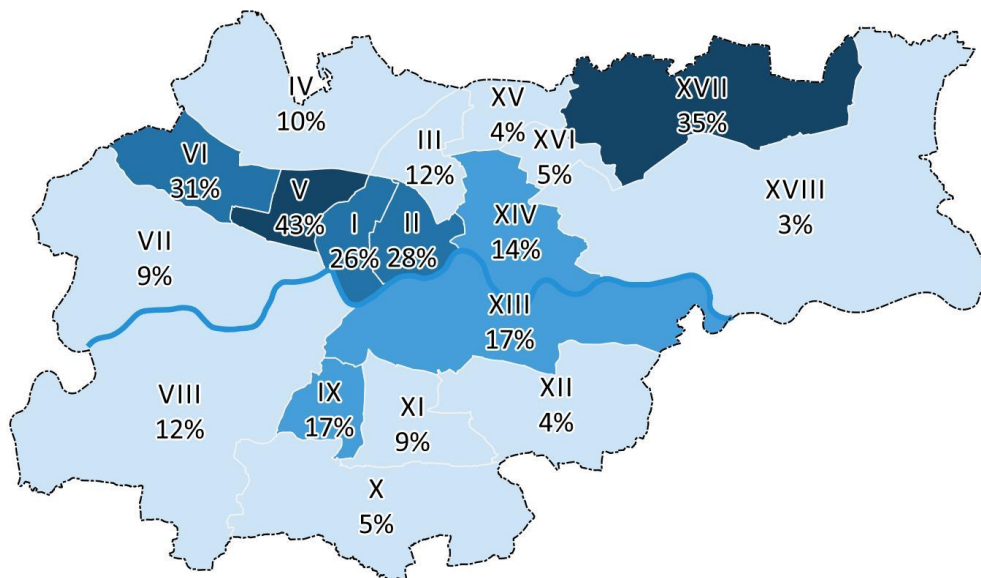 IV
10%
XV
4%
XVII
35%
III
12%
XVI
5%
VI
31%
V
43%
I
26%
II
28%
XIV
14%
XVIII
3%
VII
9%
XIII
17%
VIII
12%
IX
17%
XI
9%
XII
4%
X
5%